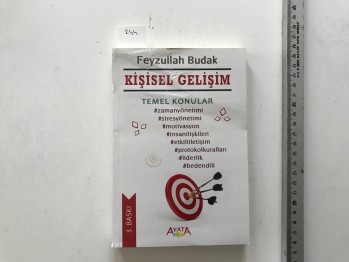 244
Feyzullah Budak
KİŞİSEL GELİŞİM
TEMEL KONULAR
#zamanyönetimi
#stresyönetimi
#motivasyon
#insanilişkileri
#etkiliiletişim
#protokolkuralları
#liderlik
#bedendili
3. BASKI
AYATA